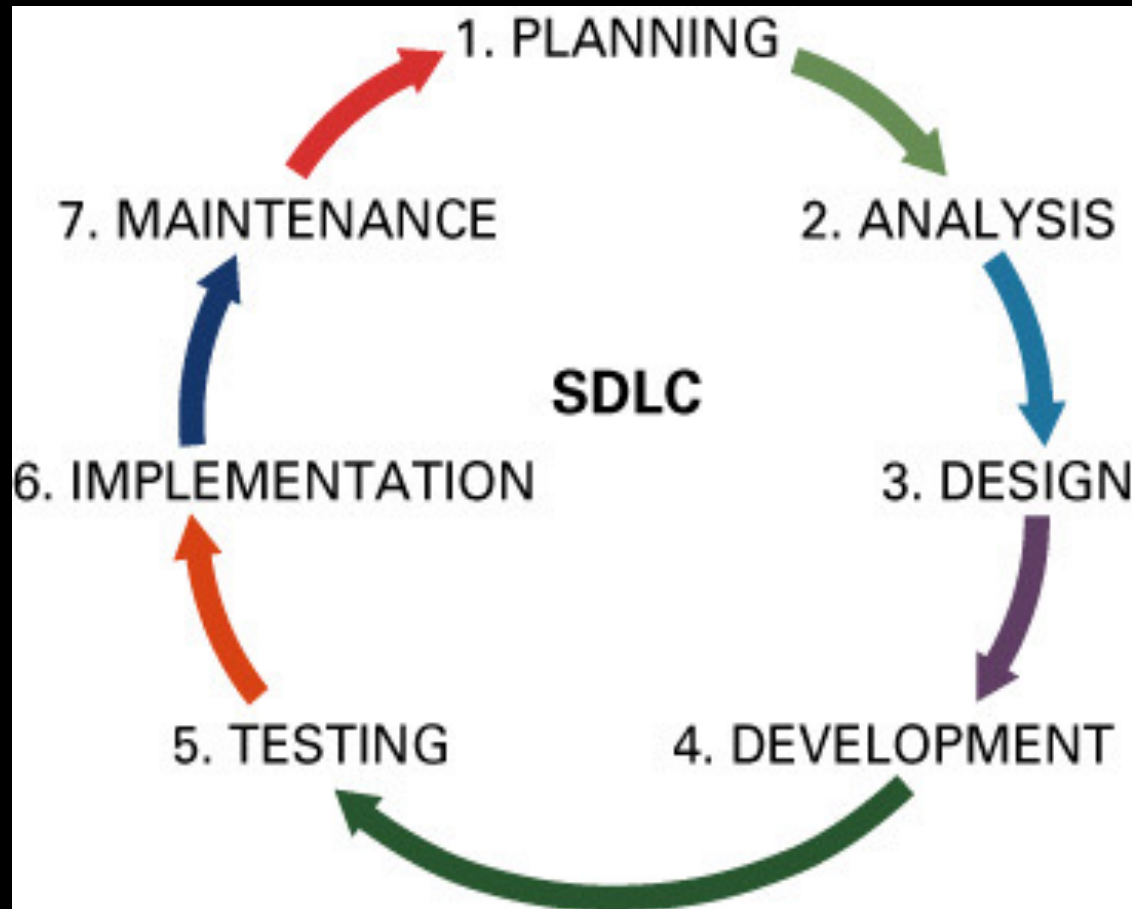 1. PLANNING
2. ANALYSIS
3. DESIGN
4. DEVELOPMENT
5. TESTING
6. IMPLEMENTATION
7. MAINTENANCE
SDLC